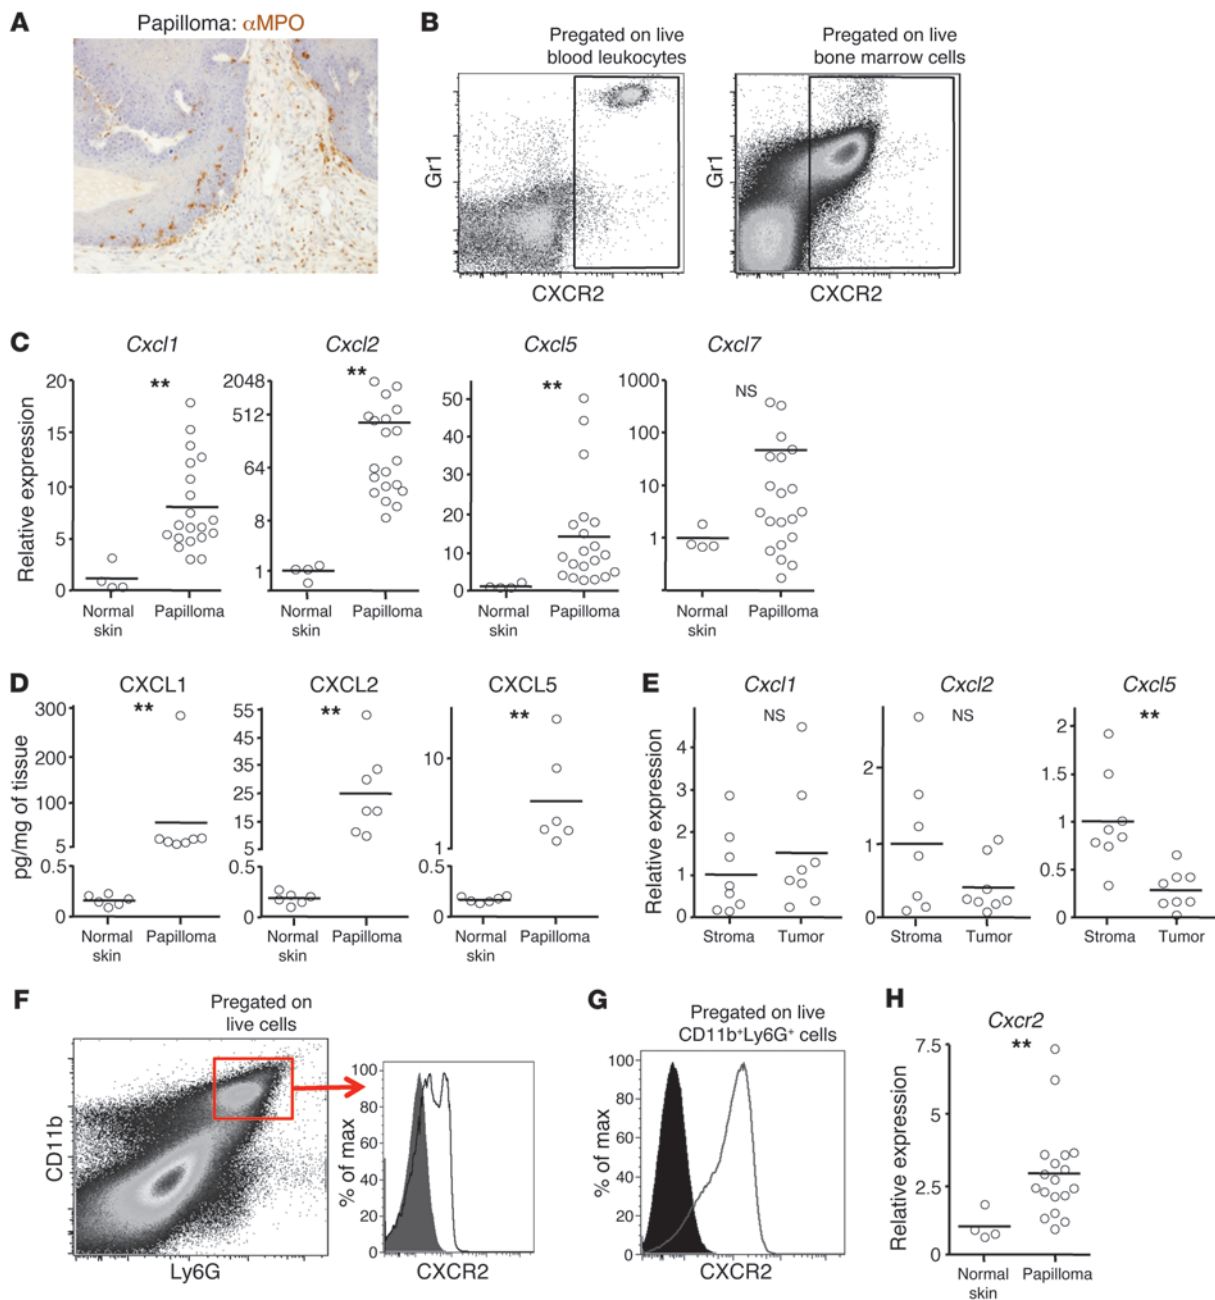 A
Papilloma: αMPO
B
Pregated on live
blood leukocytes
Gr1
CXCR2
Pregated on live
bone marrow cells
Gr1
CXCR2
C
Relative expression
Cxcl1
**
20
15
10
5
0
Normal
skin
Papilloma
Cxcl2
**
2048
512
64
8
1
Normal
skin
Papilloma
Cxcl5
**
50
40
30
20
10
0
Normal
skin
Papilloma
Cxcl7
NS
1000
100
10
1
Normal
skin
Papilloma
D
pg/mg of tissue
CXCL1
**
300
200
100
5
0.5
0
Normal
skin
Papilloma
CXCL2
**
55
45
35
25
15
5
0.5
0
Normal
skin
Papilloma
CXCL5
**
10
1
0.5
0
Normal
skin
Papilloma
E
Relative expression
Cxcl1
NS
4
3
2
1
0
Stroma
Tumor
Cxcl2
NS
2
1
0
Stroma
Tumor
Cxcl5
**
2
1.5
1
0.5
0
Stroma
Tumor
F
Pregated on
live cells
CD11b
Ly6G
% of max
100
80
60
40
20
0
CXCR2
G
Pregated on live
CD11b⁺Ly6G⁺ cells
% of max
100
80
60
40
20
0
CXCR2
H
Cxcr2
**
Relative expression
7.5
5
2.5
0
Normal
skin
Papilloma